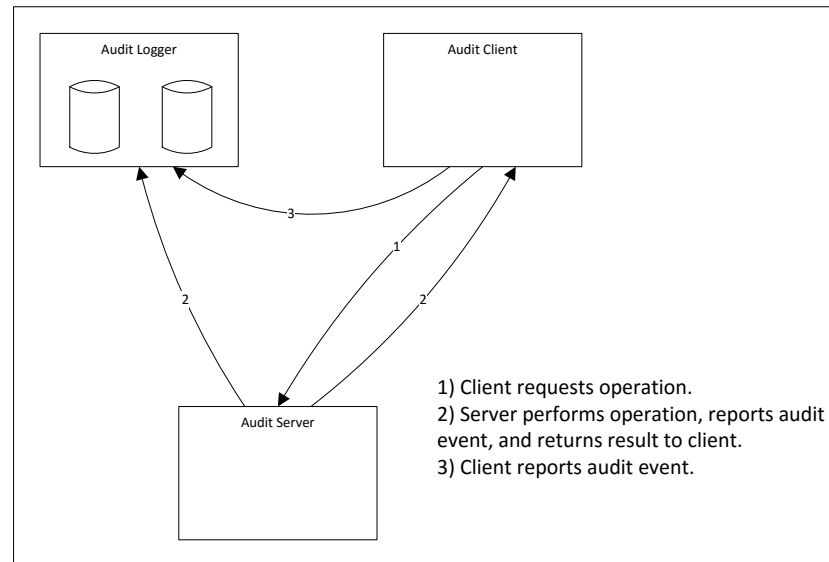 Audit Logger
Audit Client
3
1
2
2
Audit Server
1) Client requests operation.
2) Server performs operation, reports audit
event, and returns result to client.
3) Client reports audit event.